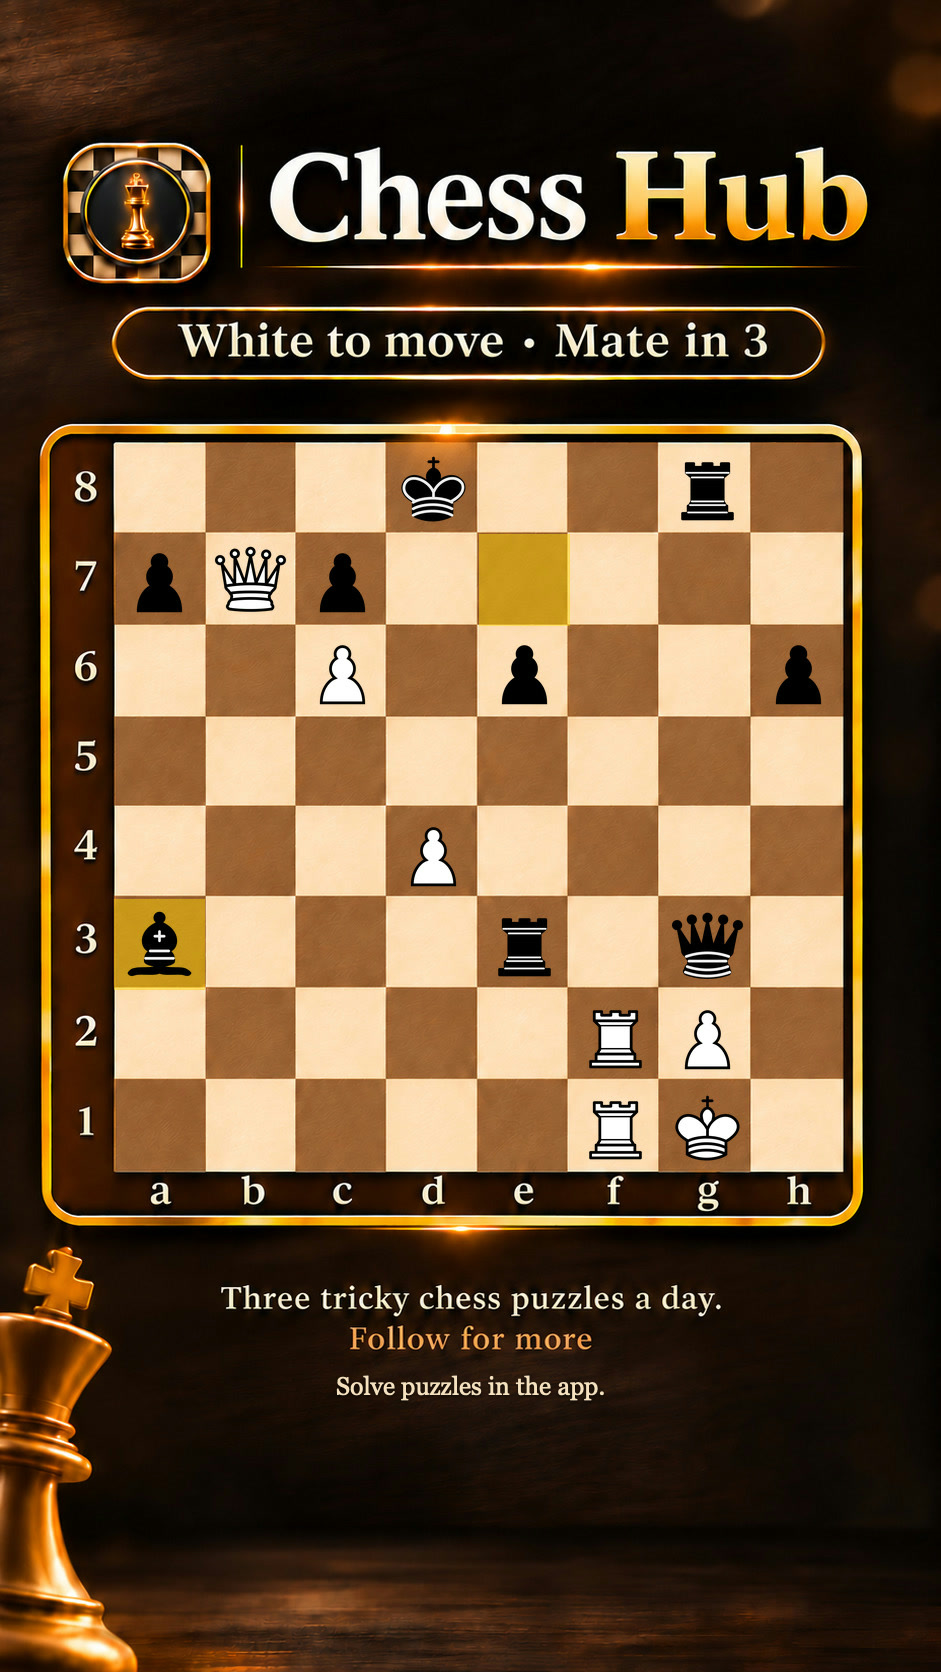 Chess Hub
White to move • Mate in 3
8
7
6
5
4
3
2
1
a b c d e f g h
Three tricky chess puzzles a day.
Follow for more
Solve puzzles in the app.